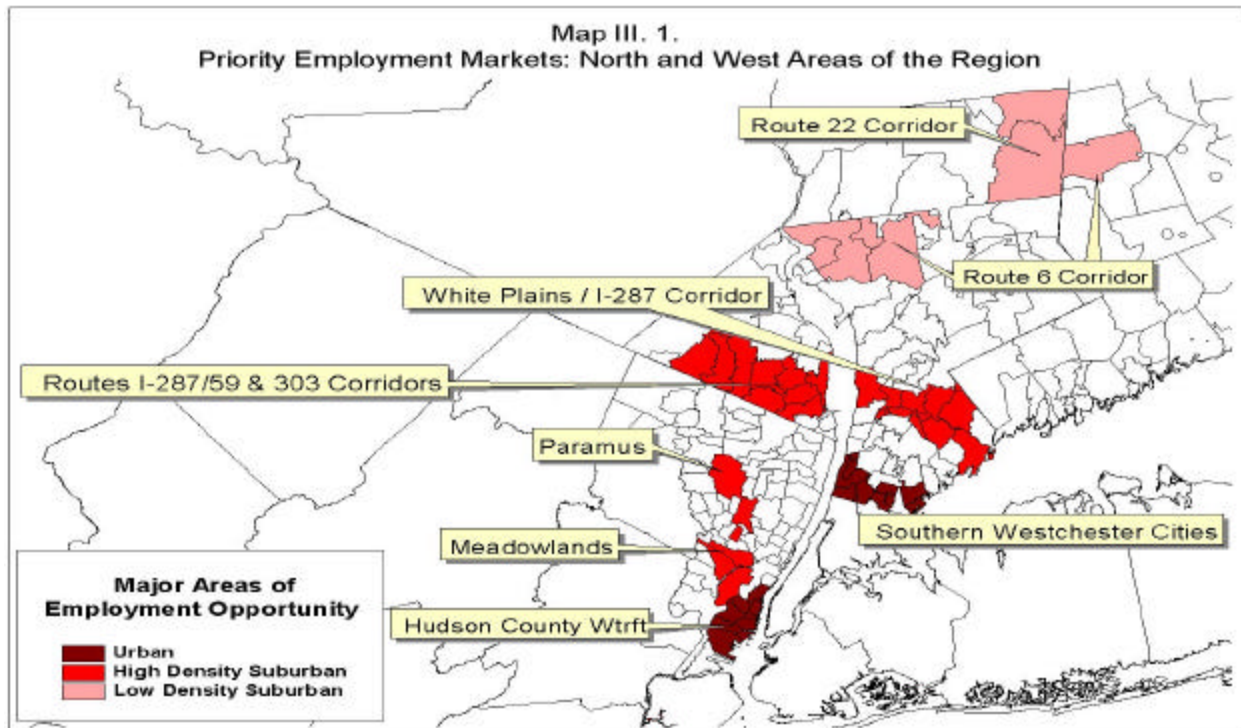 Map III. 1.
Priority Employment Markets: North and West Areas of the Region
Route 22 Corridor
Route 6 Corridor
White Plains / I-287 Corridor
Routes I-287/59 & 303 Corridors
Paramus
Southern Westchester Cities
Meadowlands
Hudson County Wtrft
Major Areas of
Employment Opportunity
Urban
High Density Suburban
Low Density Suburban